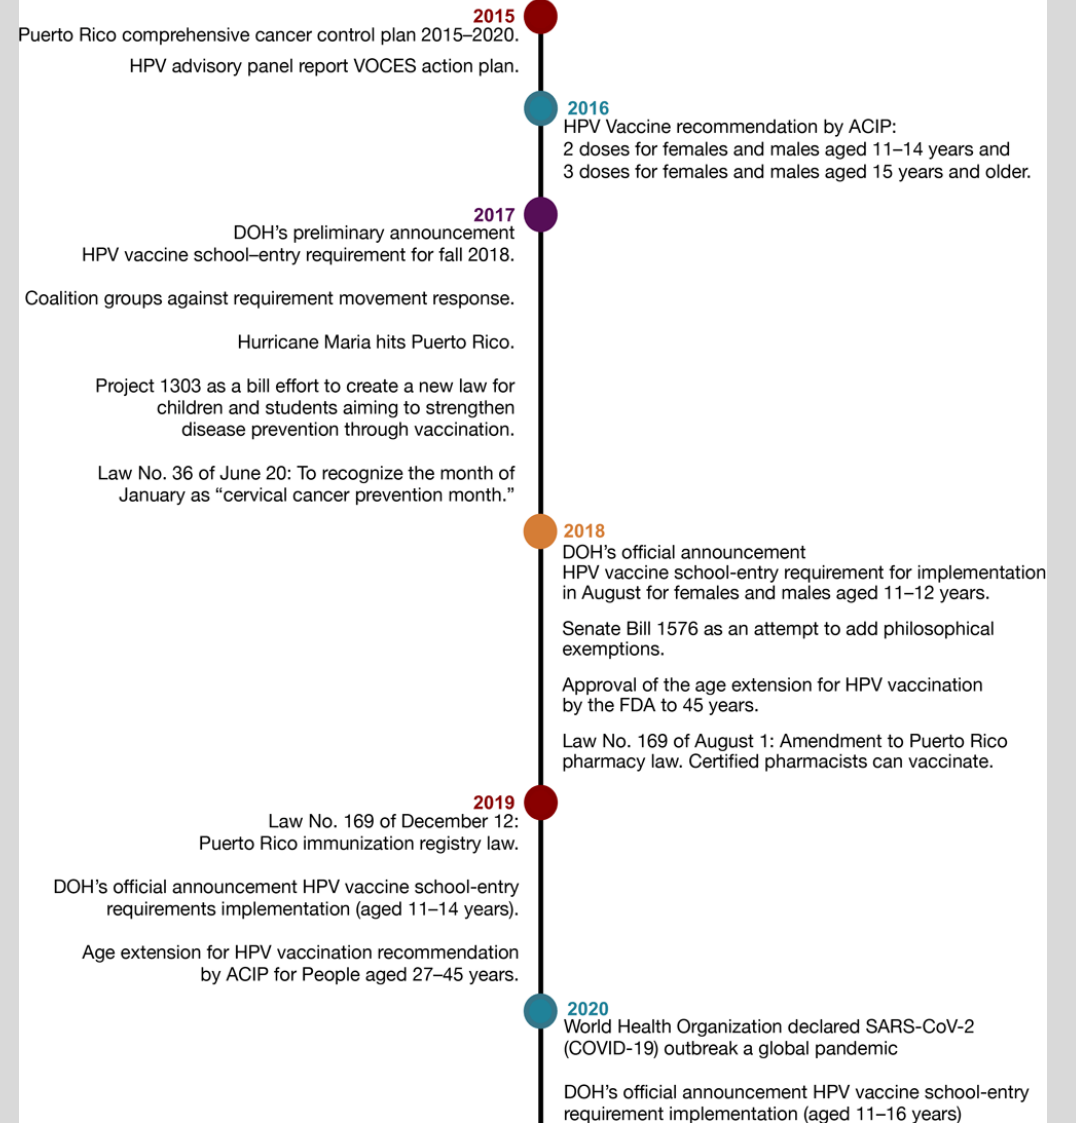 2015
Puerto Rico comprehensive cancer control plan 2015–2020.
HPV advisory panel report VOCES action plan.
2016
HPV Vaccine recommendation by ACIP:
2 doses for females and males aged 11–14 years and
3 doses for females and males aged 15 years and older.
2017
DOH’s preliminary announcement
HPV vaccine school–entry requirement for fall 2018.
Coalition groups against requirement movement response.
Hurricane Maria hits Puerto Rico.
Project 1303 as a bill effort to create a new law for
children and students aiming to strengthen
disease prevention through vaccination.
Law No. 36 of June 20: To recognize the month of
January as “cervical cancer prevention month.”
2018
DOH’s official announcement
HPV vaccine school-entry requirement for implementation
in August for females and males aged 11–12 years.
Senate Bill 1576 as an attempt to add philosophical
exemptions.
Approval of the age extension for HPV vaccination
by the FDA to 45 years.
Law No. 169 of August 1: Amendment to Puerto Rico
pharmacy law. Certified pharmacists can vaccinate.
2019
Law No. 169 of December 12:
Puerto Rico immunization registry law.
DOH’s official announcement HPV vaccine school-entry
requirements implementation (aged 11–14 years).
Age extension for HPV vaccination recommendation
by ACIP for People aged 27–45 years.
2020
World Health Organization declared SARS-CoV-2
(COVID-19) outbreak a global pandemic
DOH’s official announcement HPV vaccine school-entry
requirement implementation (aged 11–16 years)